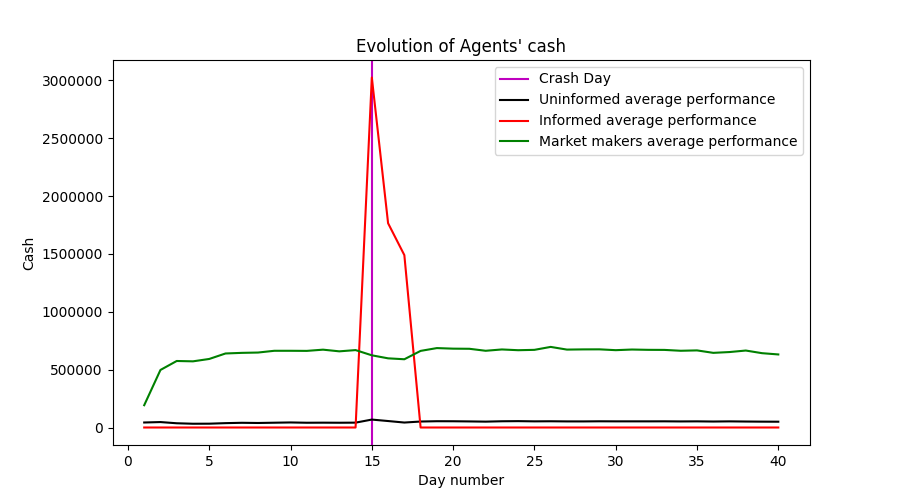 Evolution of Agents' cash
Crash Day
Uninformed average performance
Informed average performance
Market makers average performance
3000000
2500000
2000000
1500000
1000000
500000
0
Cash
0 5 10 15 20 25 30 35 40
Day number